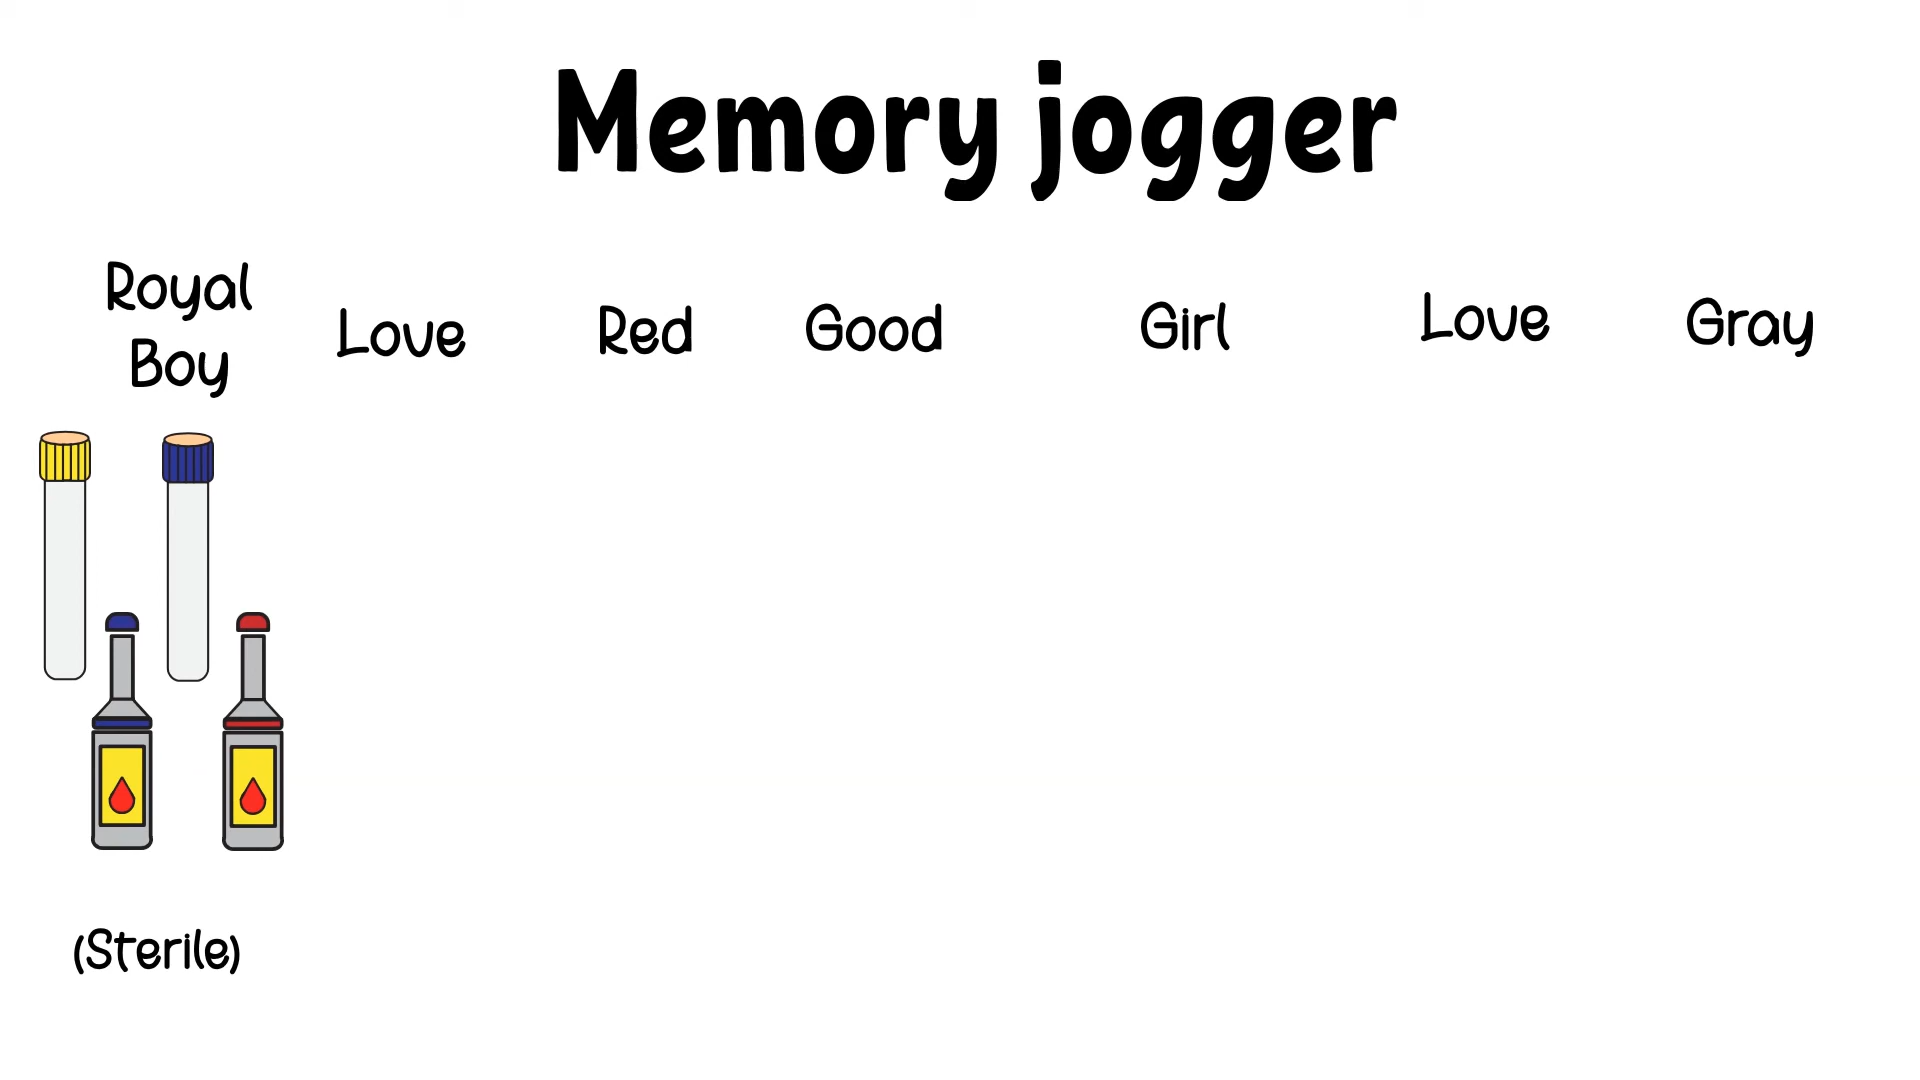 Memory jogger
Royal
Boy
Love
Red
Good
Girl
Love
Gray
(Sterile)